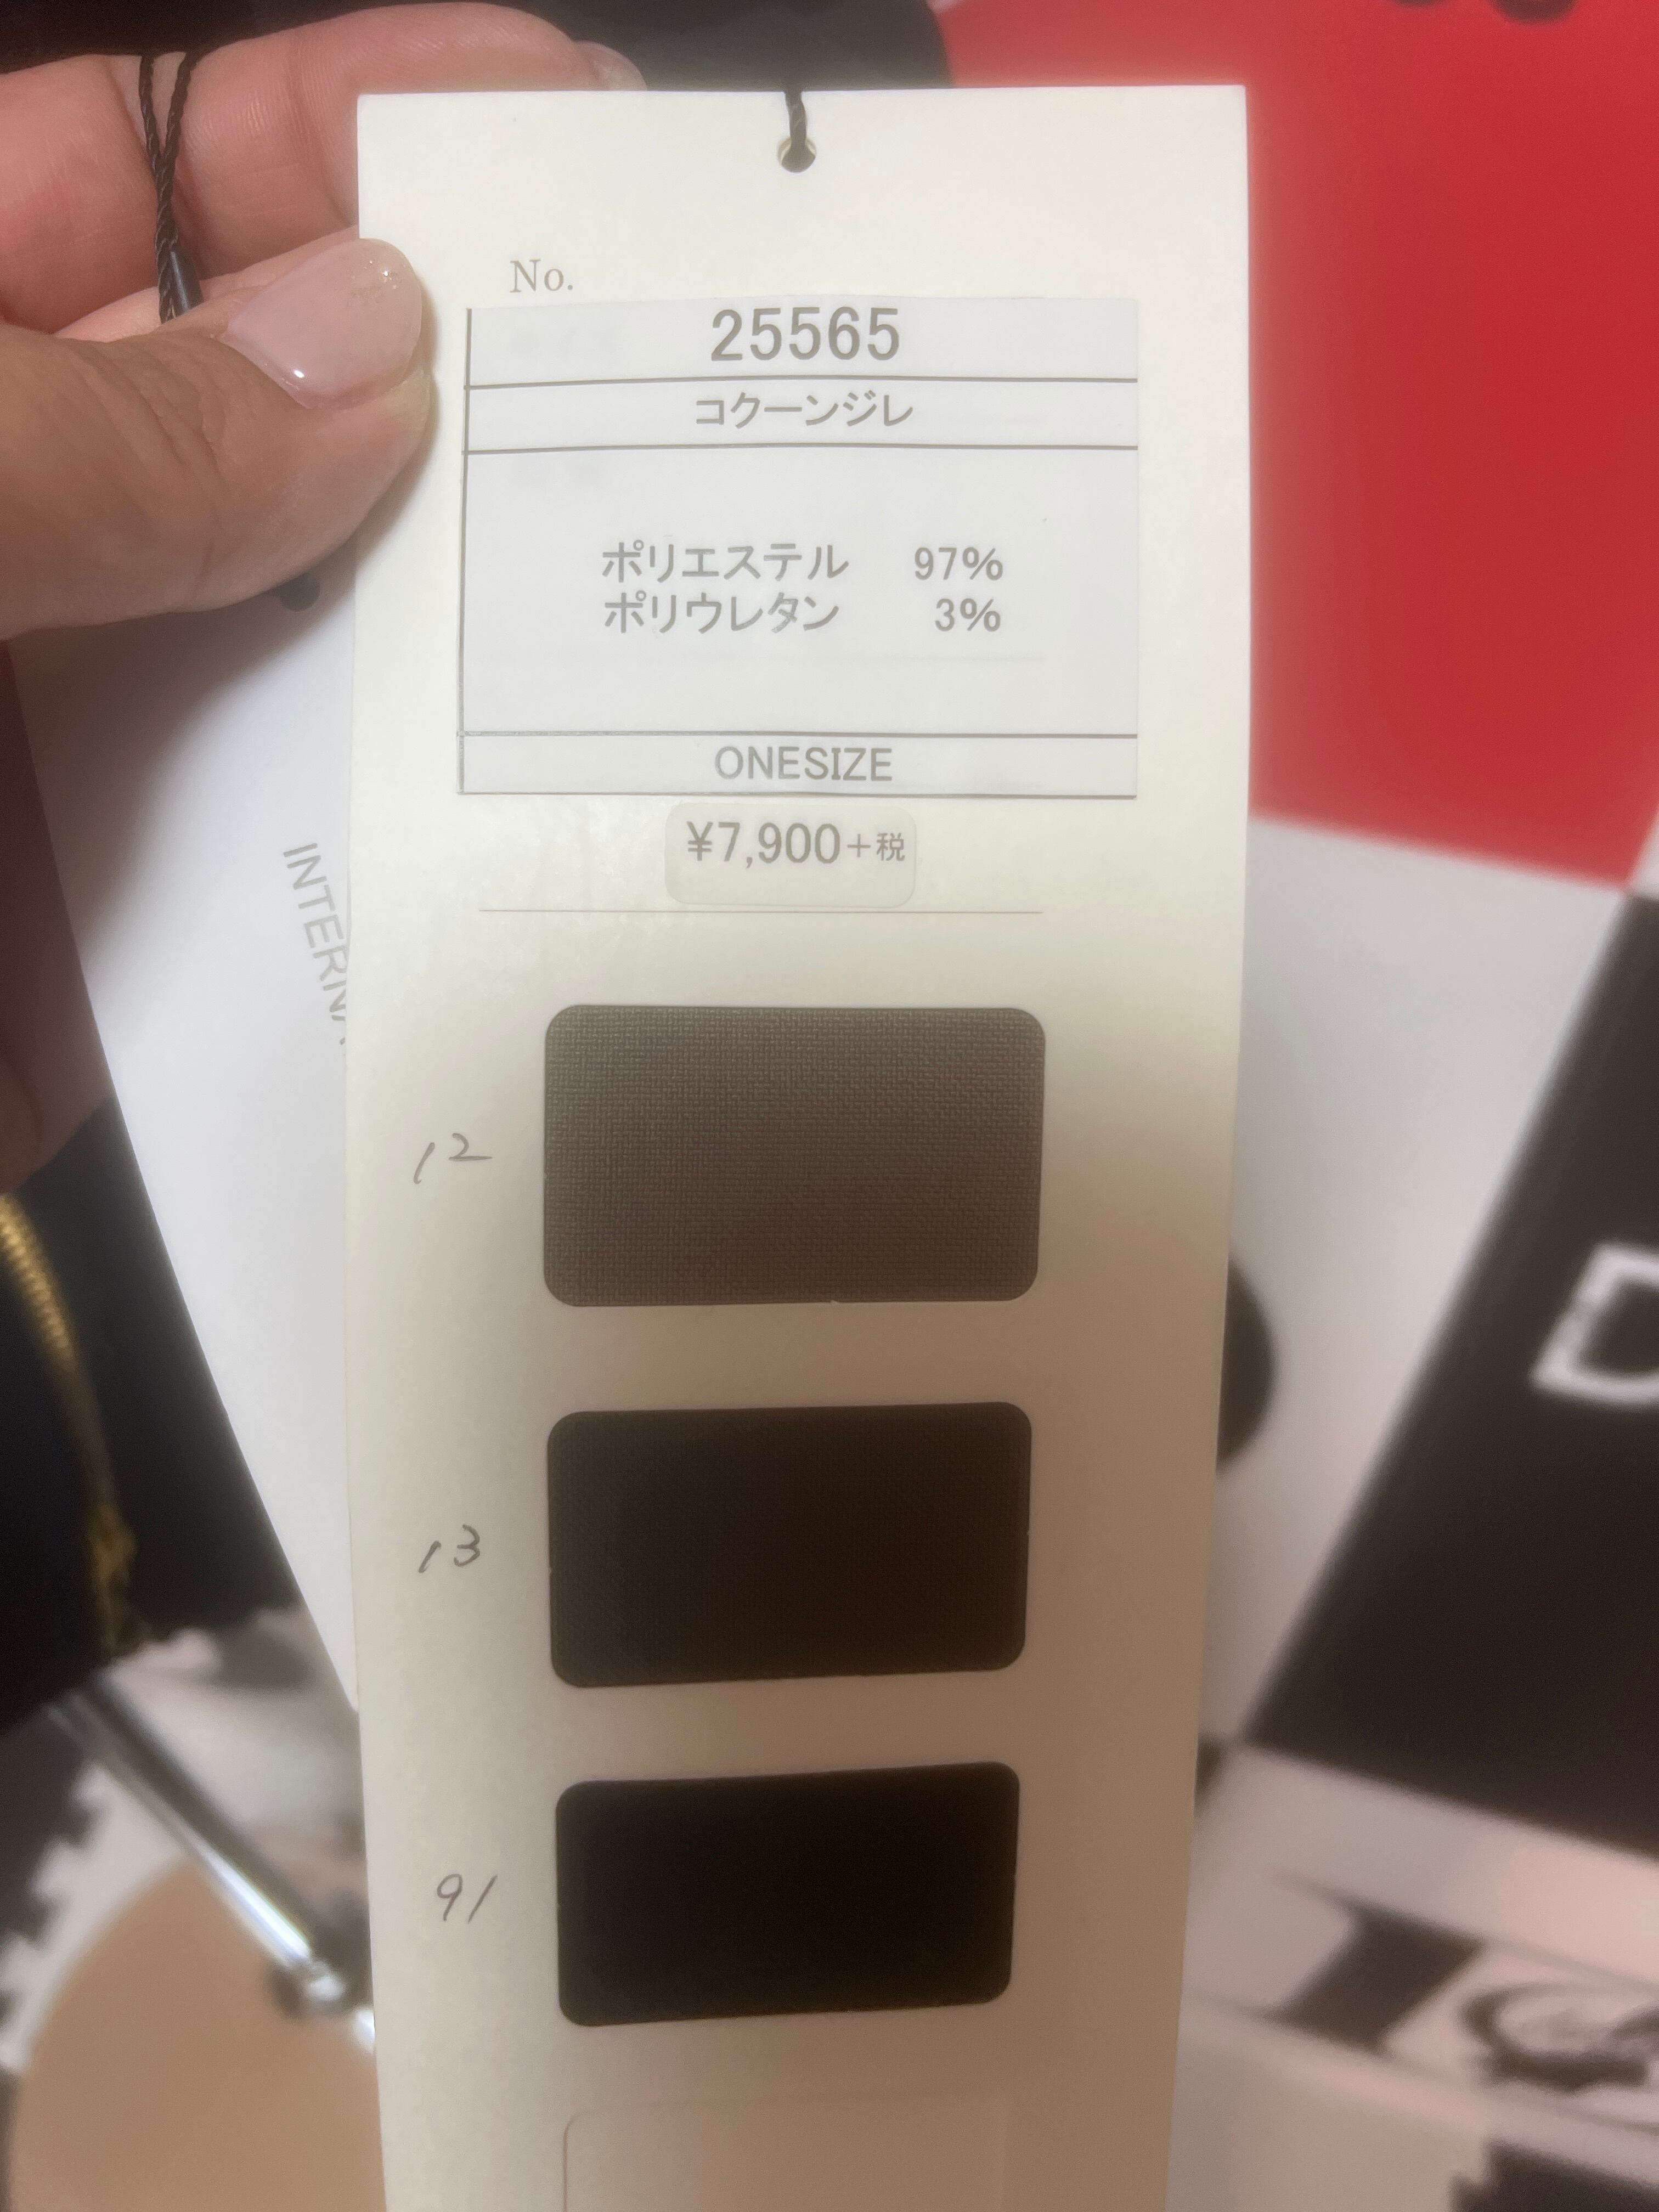 No.
25565
コクーンジレ
ポリエステル 97%
ポリウレタン 3%
ONESIZE
¥7,900+税
12
13
91
D